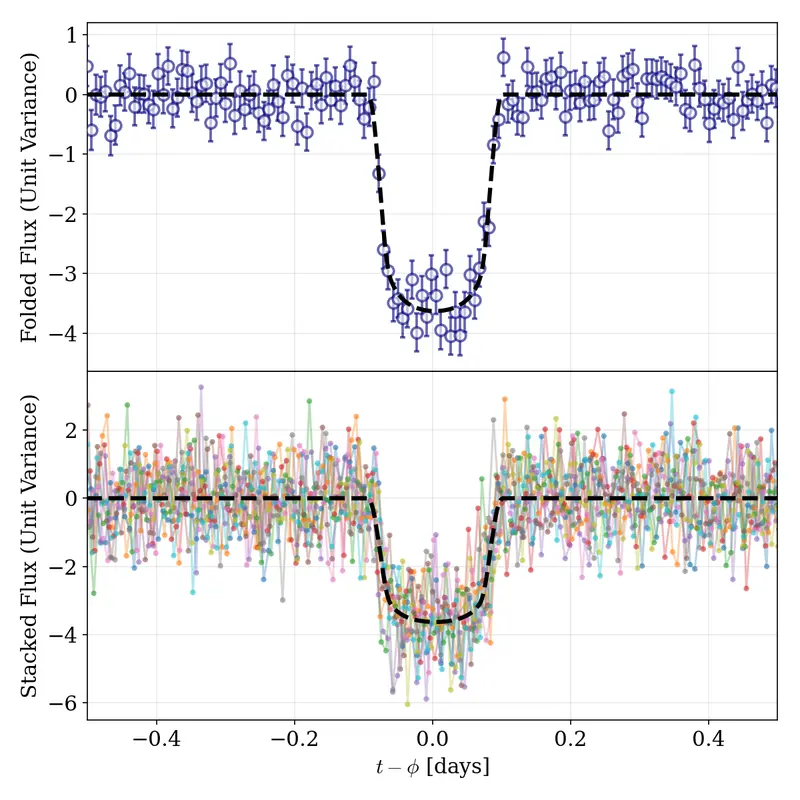 Folded Flux (Unit Variance)
1
0
−1
−2
−3
−4
Stacked Flux (Unit Variance)
2
0
−2
−4
−6
−0.4 −0.2 0.0 0.2 0.4
t − ϕ [days]